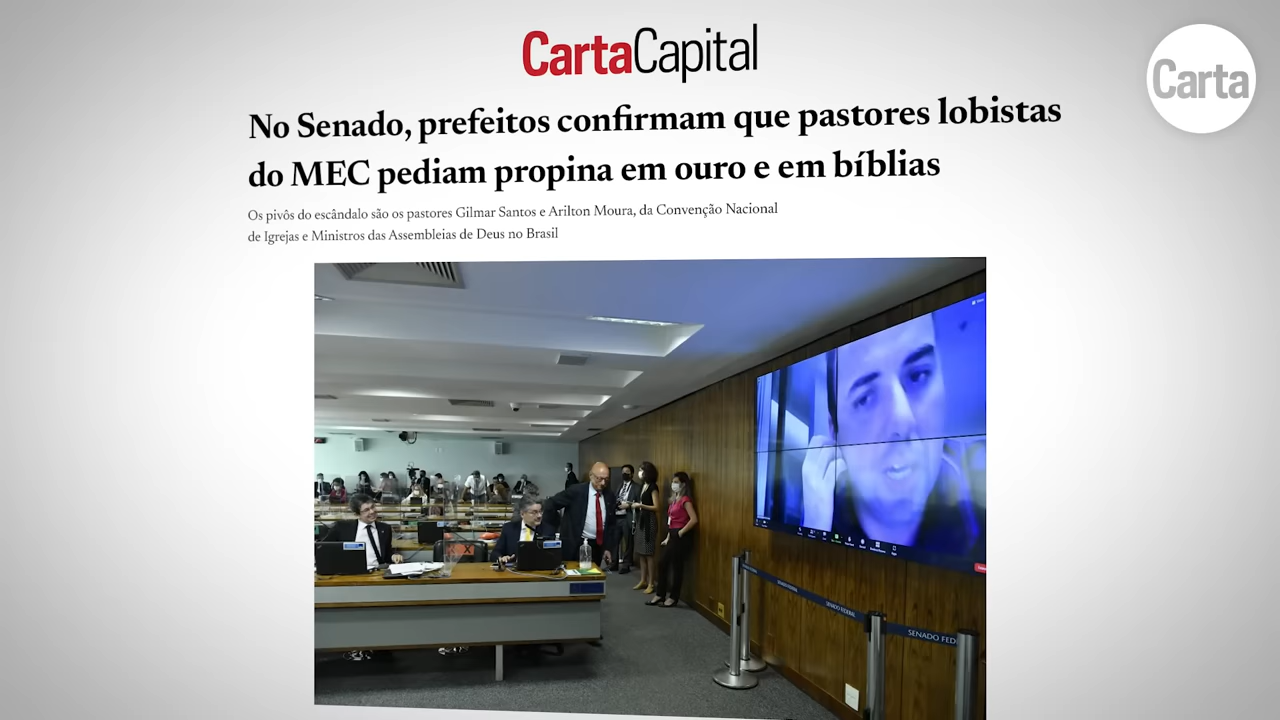 CartaCapital
Carta
No Senado, prefeitos confirmam que pastores lobistas
do MEC pediam propina em ouro e em bíblias
Os pivôs do escândalo são os pastores Gilmar Santos e Arilton Moura, da Convenção Nacional
de Igrejas e Ministros das Assembleias de Deus no Brasil
SENADO FEDERAL
SENADO FED